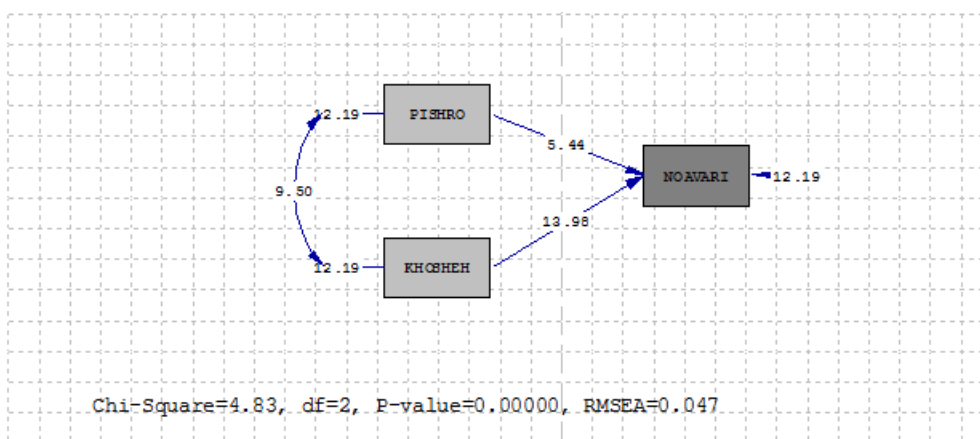 12.19 PISHRO
5.44
NOAVARI 12.19
9.50
13.98
12.19 KHOSHEH
Chi-Square=4.83, df=2, P-value=0.00000, RMSEA=0.047